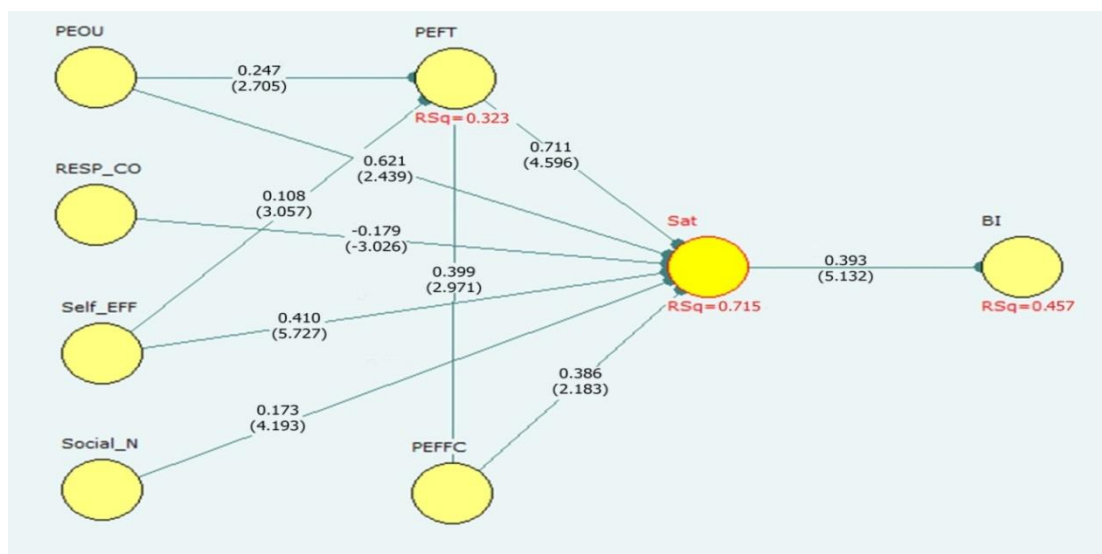 PEOU
PEFT
0.247
(2.705)
RSq=0.323
0.711
(4.596)
RESP_CO
0.621
(2.439)
0.108
(3.057)
Sat
BI
-0.179
(-3.026)
0.393
(5.132)
0.399
(2.971)
Self_EFF
RSq=0.715
RSq=0.457
0.410
(5.727)
0.386
(2.183)
0.173
(4.193)
Social_N
PEFFC